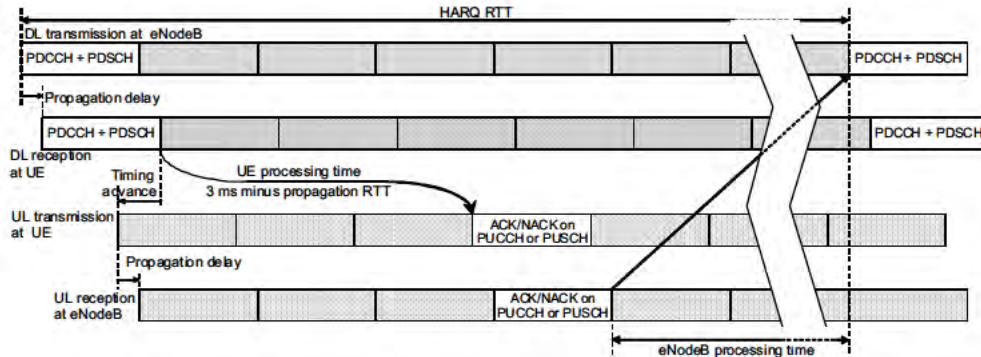 HARQ RTT
DL transmission at eNodeB
PDCCH + PDSCH
PDCCH + PDSCH
Propagation delay
PDCCH + PDSCH
PDCCH + PDSCH
DL reception
at UE
Timing
advance
UE processing time
3 ms minus propagation RTT
UL transmission
at UE
ACK/NACK on
PUCCH or PUSCH
Propagation delay
UL reception
at eNodeB
ACK/NACK on
PUCCH or PUSCH
eNodeB processing time